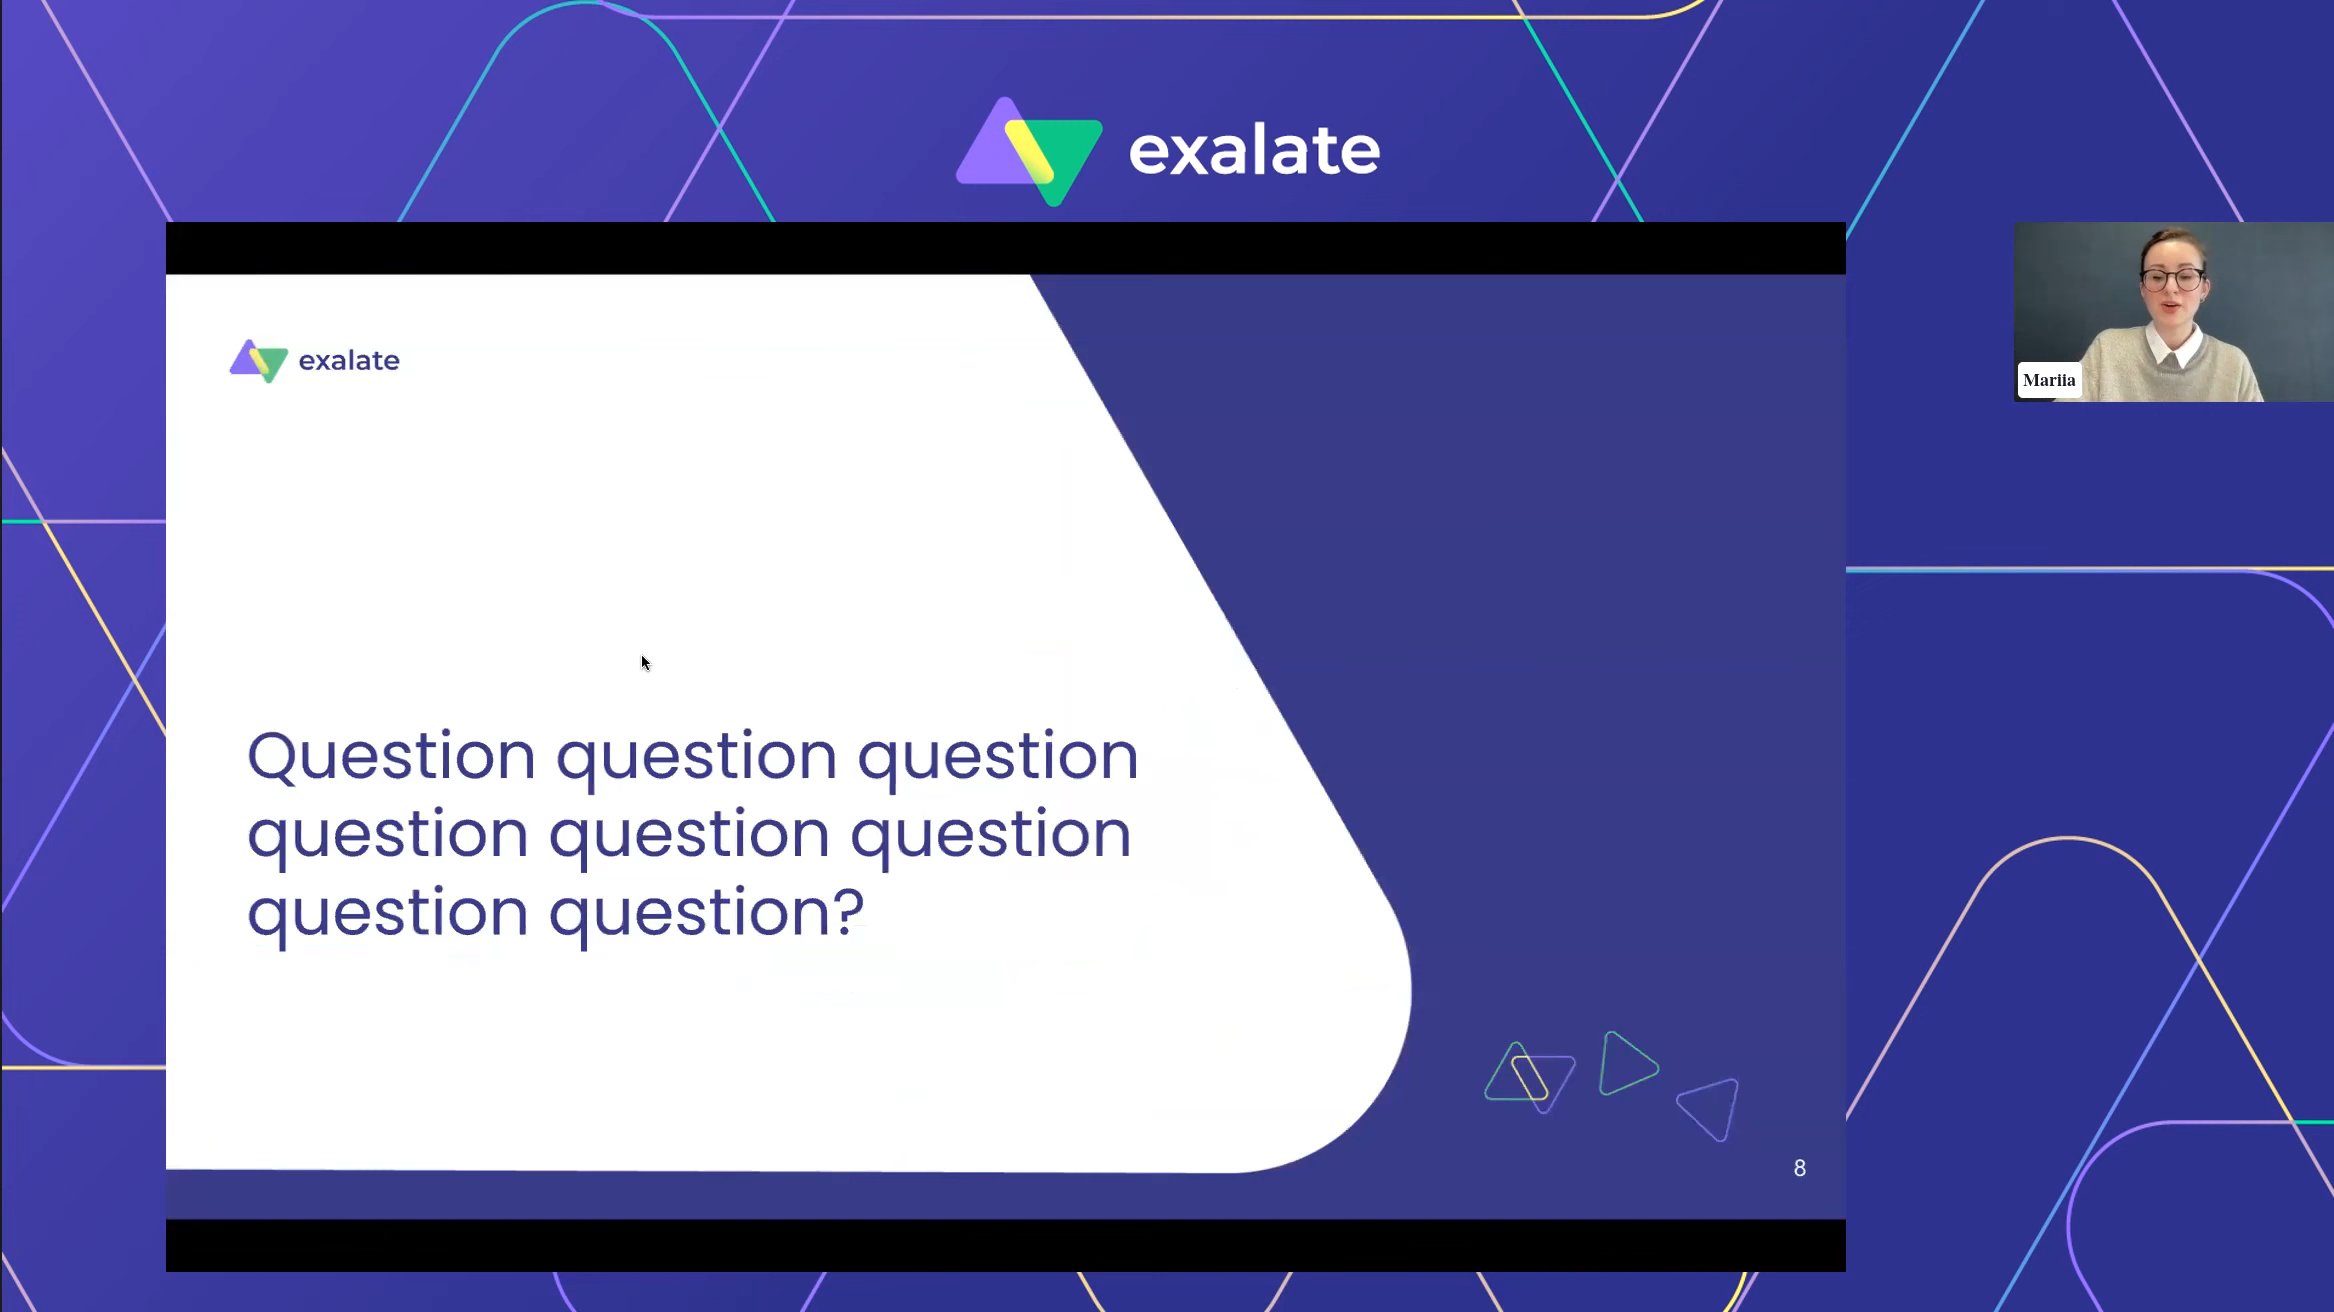 exalate
exalate
Mariia
Question question question
question question question
question question?
8